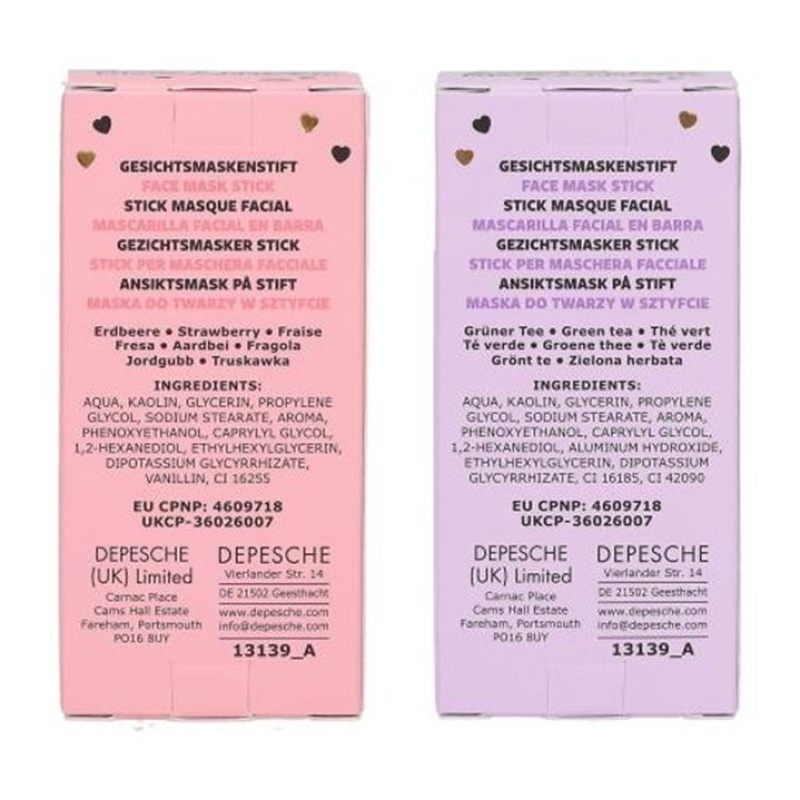 GESICHTSMASKENSTIFT
FACE MASK STICK
STICK MASQUE FACIAL
MASCARILLA FACIAL EN BARRA
GEZICHTSMASKER STICK
STICK PER MASCHERA FACCIALE
ANSIKTSMASK PÅ STIFT
MASKA DO TWARZY W SZTYFCIE
Erdbeere • Strawberry • Fraise
Fresa • Aardbei • Fragola
Jordgubb • Truskawka
INGREDIENTS:
AQUA, KAOLIN, GLYCERIN, PROPYLENE
GLYCOL, SODIUM STEARATE, AROMA,
PHENOXYETHANOL, CAPRYLYL GLYCOL,
1,2-HEXANEDIOL, ETHYLHEXYLGLYCERIN,
DIPOTASSIUM GLYCYRRHIZATE,
VANILLIN, CI 16255
EU CPNP: 4609718
UKCP-36026007
DEPESCHE
(UK) Limited
Carnac Place
Cams Hall Estate
Fareham, Portsmouth
PO16 8UY
DEPESCHE
Vierlander Str. 14
DE 21502 Geesthacht
www.depesche.com
info@depesche.com
13139_A
GESICHTSMASKENSTIFT
FACE MASK STICK
STICK MASQUE FACIAL
MASCARILLA FACIAL EN BARRA
GEZICHTSMASKER STICK
STICK PER MASCHERA FACCIALE
ANSIKTSMASK PÅ STIFT
MASKA DO TWARZY W SZTYFCIE
Grüner Tee • Green tea • Thé vert
Té verde • Groene thee • Tè verde
Grönt te • Zielona herbata
INGREDIENTS:
AQUA, KAOLIN, GLYCERIN, PROPYLENE
GLYCOL, SODIUM STEARATE, AROMA,
PHENOXYETHANOL, CAPRYLYL GLYCOL,
1,2-HEXANEDIOL, ALUMINUM HYDROXIDE,
ETHYLHEXYLGLYCERIN, DIPOTASSIUM
GLYCYRRHIZATE, CI 16185, CI 42090
EU CPNP: 4609718
UKCP-36026007
DEPESCHE
(UK) Limited
Carnac Place
Cams Hall Estate
Fareham, Portsmouth
PO16 8UY
DEPESCHE
Vierlander Str. 14
DE 21502 Geesthacht
www.depesche.com
info@depesche.com
13139_A